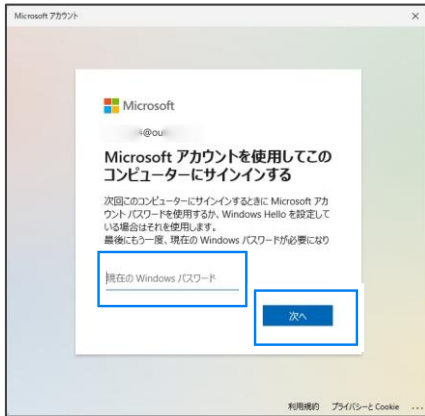 Microsoft アカウント
Microsoft
@ou
Microsoft アカウントを使用してこの
コンピューターにサインインする
次回このコンピューターにサインインするときに Microsoft アカ
ウント パスワードを使用するか、Windows Hello を設定して
いる場合はそれを使用します。
最後にもう一度、現在の Windows パスワードが必要になり
現在の Windows パスワード
次へ
利用規約 プライバシーと Cookie ...